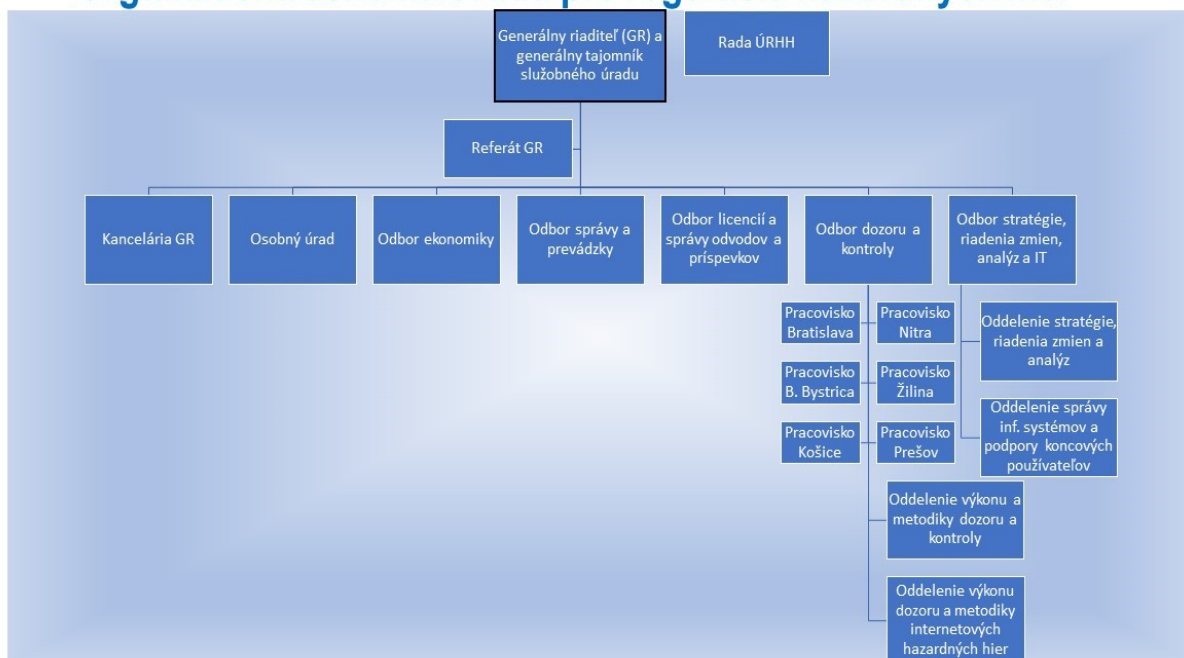 Generálny riaditeľ (GR) a
generálny tajomník
služobného úradu
Rada ÚRHH
Referát GR
Kancelária GR
Osobný úrad
Odbor ekonomiky
Odbor správy a
prevádzky
Odbor licencií a
správy odvodov a
príspevkov
Odbor dozoru a
kontroly
Odbor stratégie,
riadenia zmien,
analýz a IT
Pracovisko
Bratislava
Pracovisko
Nitra
Pracovisko
B. Bystrica
Pracovisko
Žilina
Pracovisko
Košice
Pracovisko
Prešov
Oddelenie stratégie,
riadenia zmien a
analýz
Oddelenie správy
inf. systémov a
podpory koncových
používateľov
Oddelenie výkonu a
metodiky dozoru a
kontroly
Oddelenie výkonu
dozoru a metodiky
internetových
hazardných hier